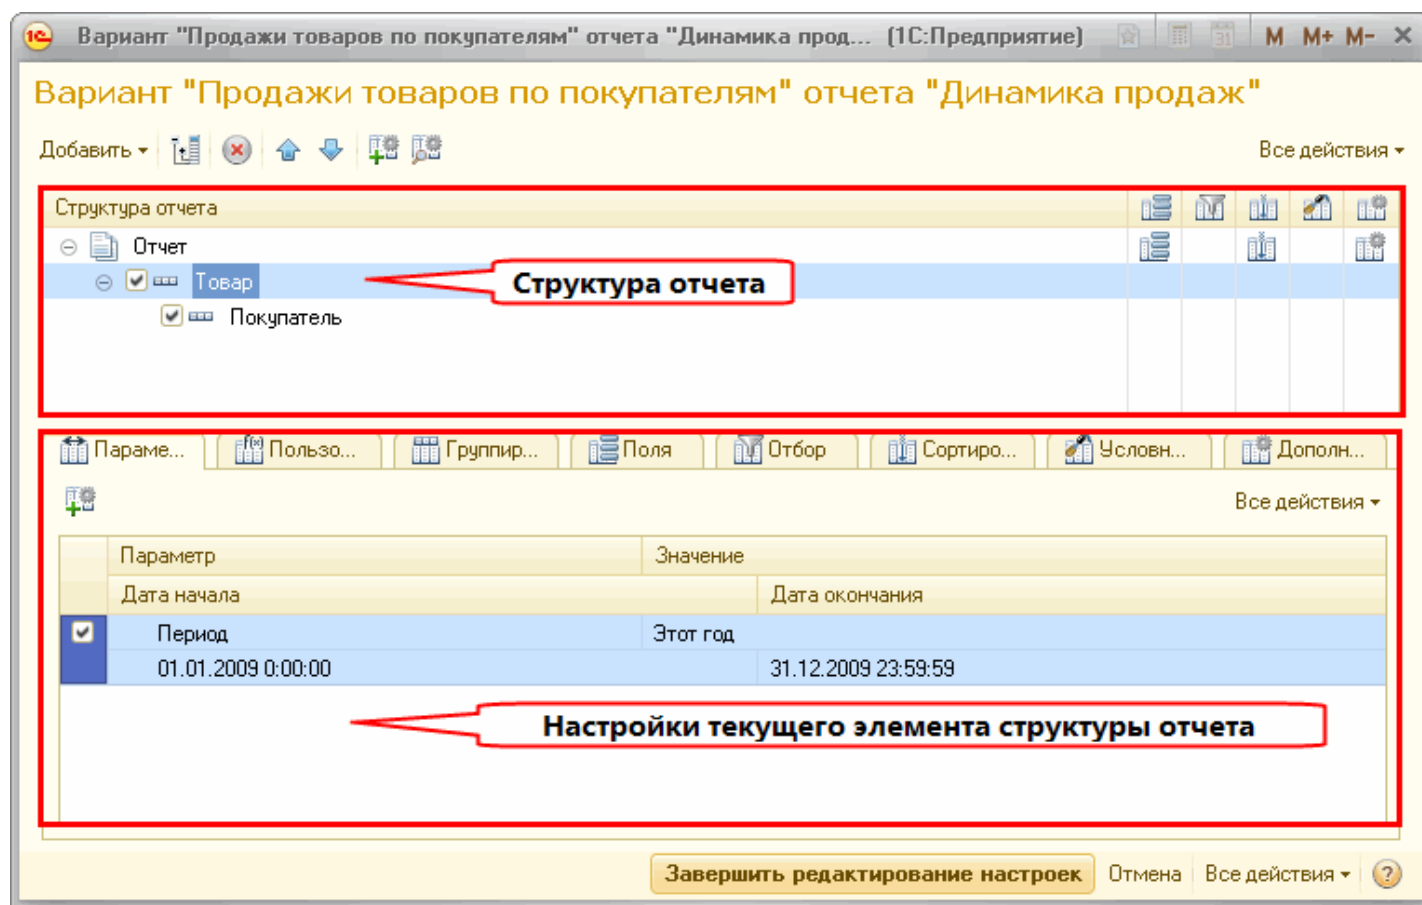 1С Вариант "Продажи товаров по покупателям" отчета "Динамика прод... (1С:Предприятие) 31 M M+ M-
Вариант "Продажи товаров по покупателям" отчета "Динамика продаж"
Добавить Все действия
Структура отчета
Отчет
Товар Структура отчета
Покупатель
Параме... f(x) Пользо... Группир... Поля Отбор Сортиро... Условн... Дополн...
Все действия
Параметр Значение
Дата начала Дата окончания
Период Этот год
01.01.2009 0:00:00 31.12.2009 23:59:59
Настройки текущего элемента структуры отчета
Завершить редактирование настроек Отмена Все действия ?